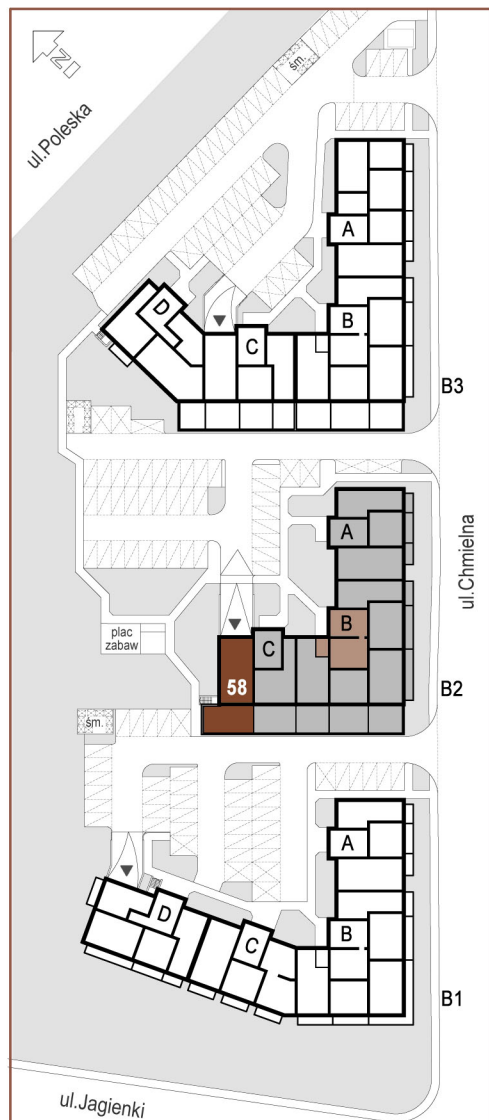 N
śm.
ul.Poleska
A
D
B
C
B3
A
ul.Chmielna
plac
zabaw
B
C
58
B2
śm.
A
D
B
C
B1
ul.Jagienki